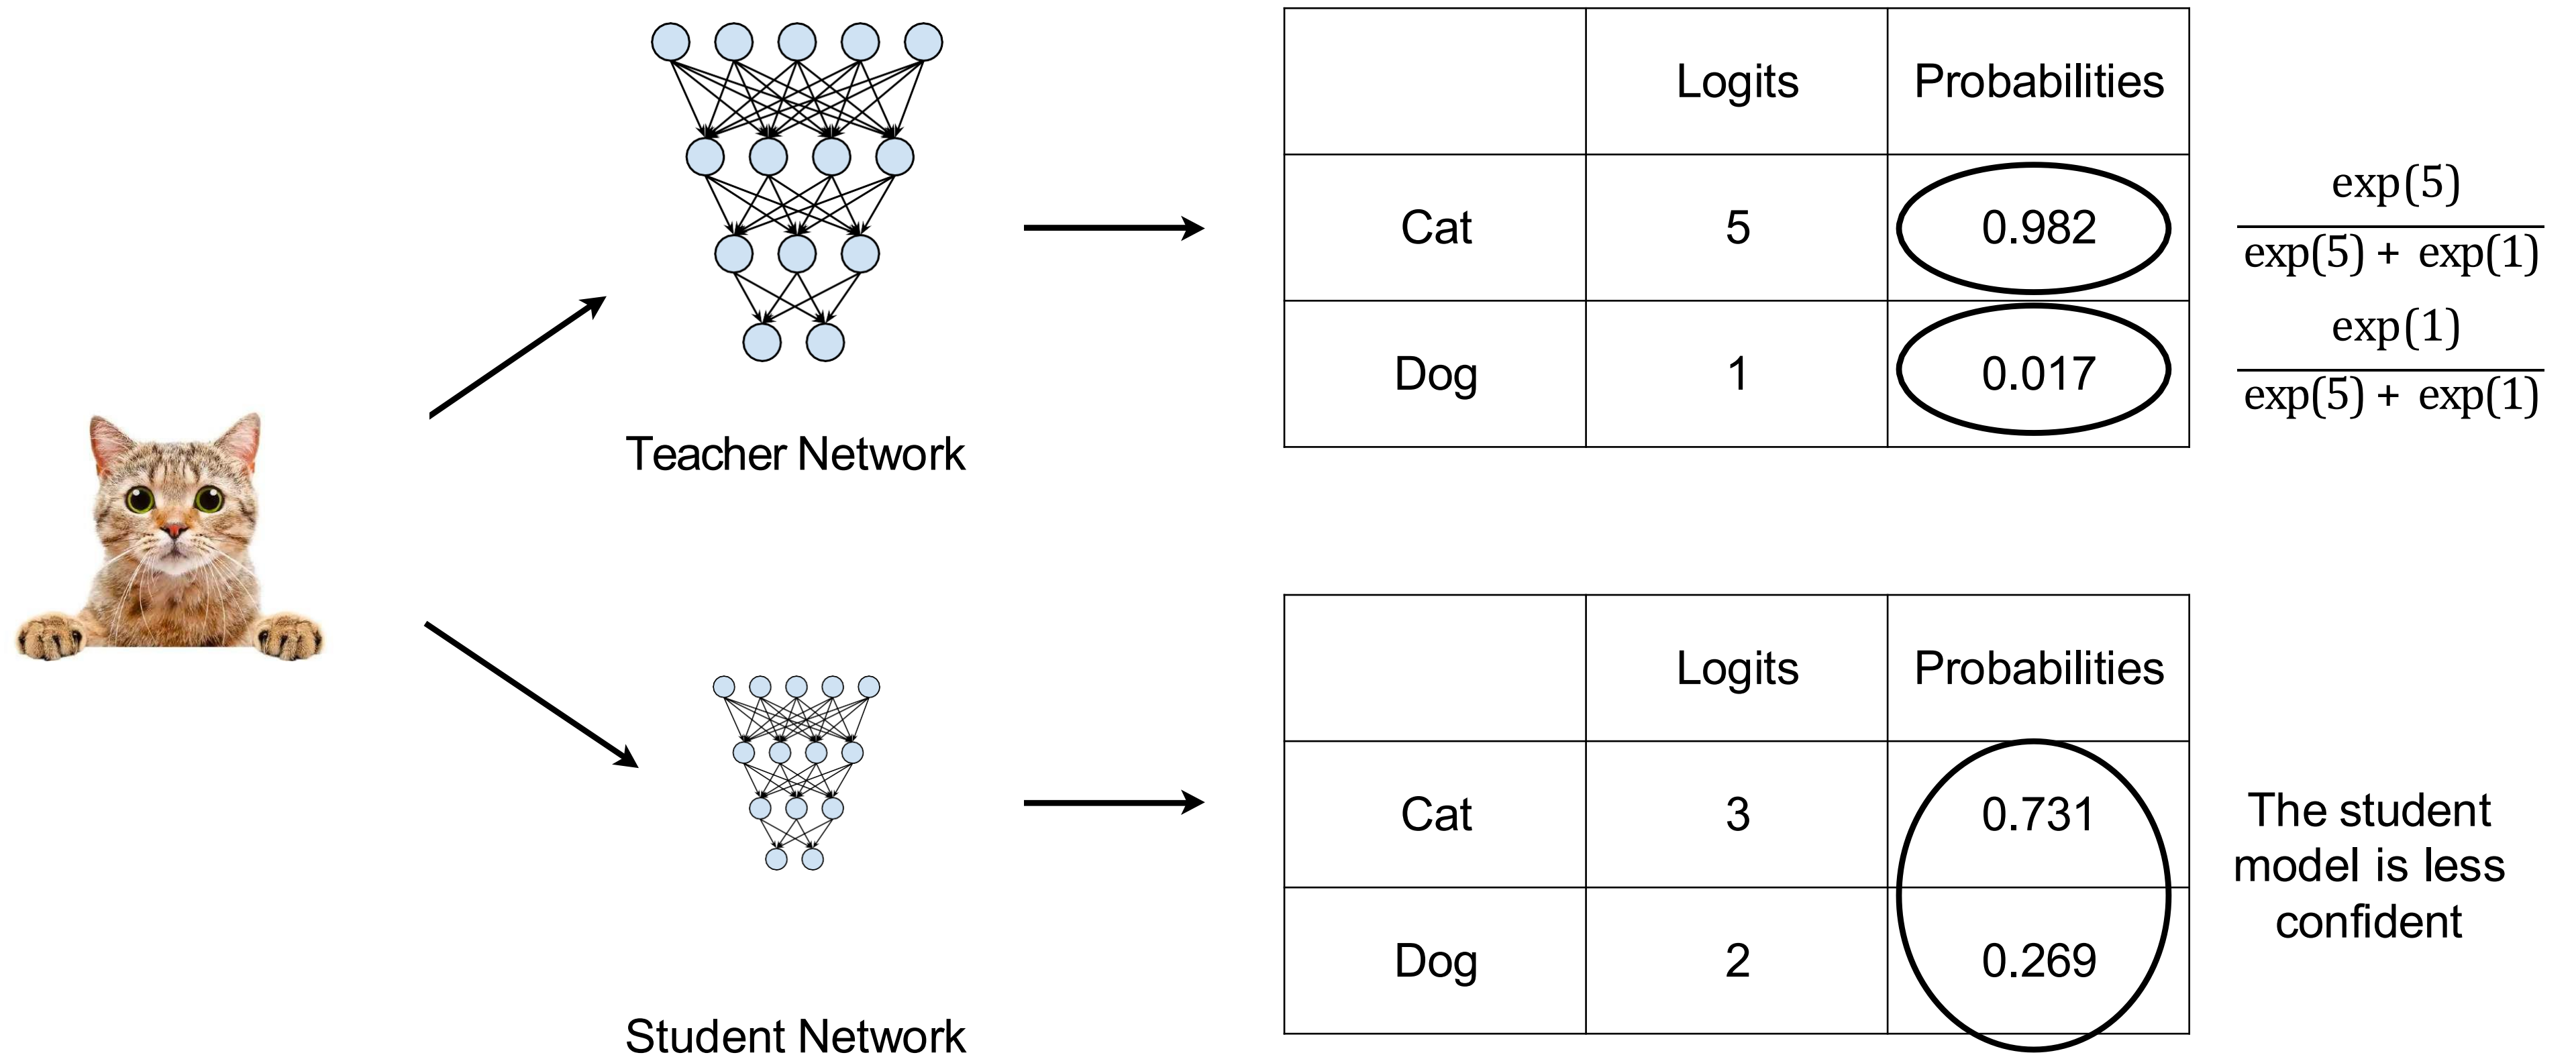 Logits Probabilities
Cat 5 0.982
Dog 1 0.017
exp(5)
exp(5) + exp(1)
exp(1)
exp(5) + exp(1)
Teacher Network
Logits Probabilities
Cat 3 0.731
Dog 2 0.269
The student
model is less
confident
Student Network